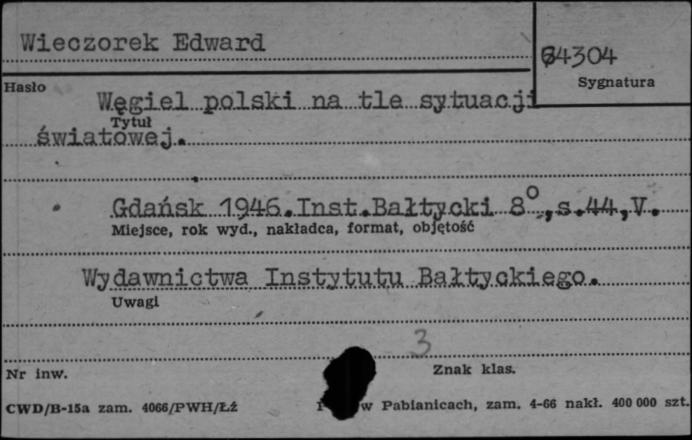 Wieczorek Edward
4304
Hasło
Sygnatura
Węgiel polski na tle sytuacji
Tytuł
światowej.
Gdańsk 1946.Inst.Bałtycki 8°,s.44,V.
Miejsce, rok wyd., nakładca, format, objętość
Wydawnictwa Instytutu Bałtyckiego.
Uwagi
3
Nr inw.
Znak klas.
CWD/B-15a zam. 4066/PWH/Łź
w Pabianicach, zam. 4-66 nakł. 400 000 szt.